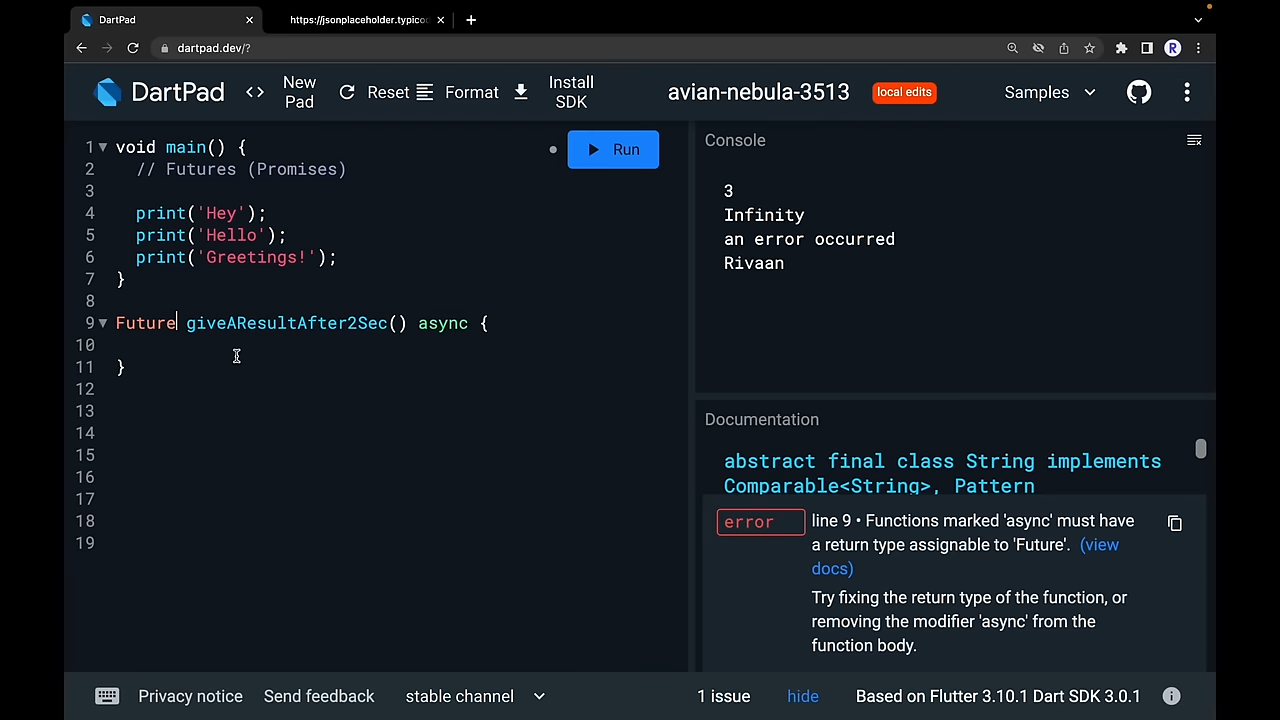 DartPad
https://jsonplaceholder.typico
dartpad.dev/?
R
DartPad
<> New Pad
Reset
Format
Install SDK
avian-nebula-3513
local edits
Samples
1 void main() {
2 // Futures (Promises)
3
4 print('Hey');
5 print('Hello');
6 print('Greetings!');
7 }
8
9 Future giveAResultAfter2Sec() async {
10
11 }
12
13
14
15
16
17
18
19
Run
Console
3
Infinity
an error occurred
Rivaan
Documentation
abstract final class String implements
Comparable<String>, Pattern
error
line 9 • Functions marked 'async' must have
a return type assignable to 'Future'. (view
docs)
Try fixing the return type of the function, or
removing the modifier 'async' from the
function body.
Privacy notice
Send feedback
stable channel
1 issue
hide
Based on Flutter 3.10.1 Dart SDK 3.0.1